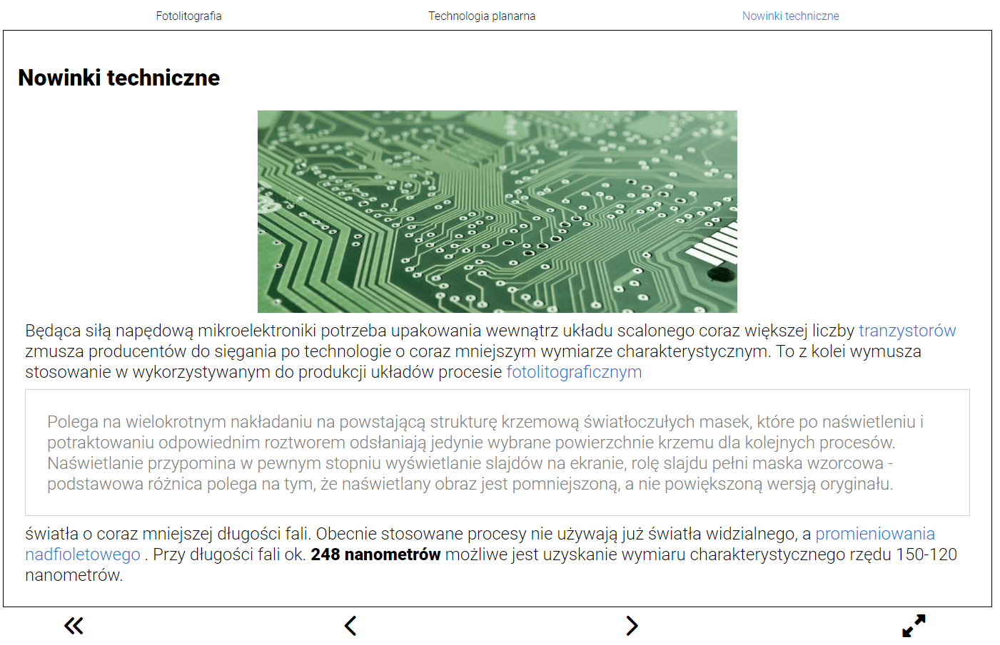 Fotolitografia
Technologia planarna
Nowinki techniczne
Nowinki techniczne
Będąca siłą napędową mikroelektroniki potrzeba upakowania wewnątrz układu scalonego coraz większej liczby tranzystorów
zmusza producentów do sięgania po technologie o coraz mniejszym wymiarze charakterystycznym. To z kolei wymusza
stosowanie w wykorzystywanym do produkcji układów procesie fotolitograficznym
Polega na wielokrotnym nakładaniu na powstającą strukturę krzemową światłoczułych masek, które po naświetleniu i
potraktowaniu odpowiednim roztworem odsłaniają jedynie wybrane powierzchnie krzemu dla kolejnych procesów.
Naświetlanie przypomina w pewnym stopniu wyświetlanie slajdów na ekranie, rolę slajdu pełni maska wzorcowa -
podstawowa różnica polega na tym, że naświetlany obraz jest pomniejszoną, a nie powiększoną wersją oryginału.
światła o coraz mniejszej długości fali. Obecnie stosowane procesy nie używają już światła widzialnego, a promieniowania
nadfioletowego . Przy długości fali ok. 248 nanometrów możliwe jest uzyskanie wymiaru charakterystycznego rzędu 150-120
nanometrów.